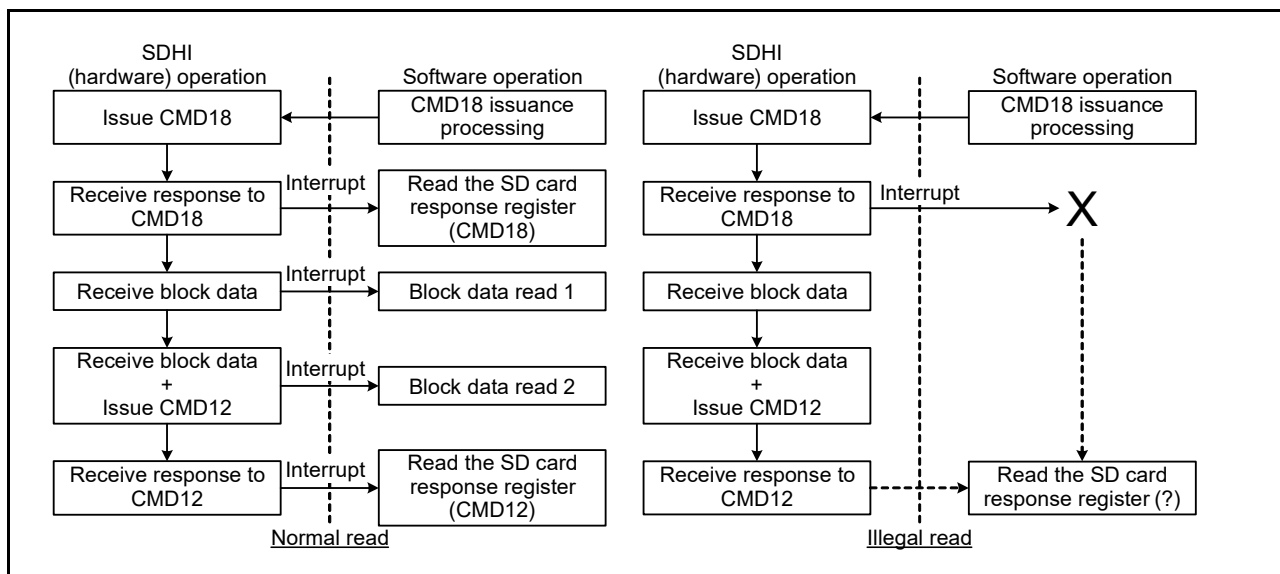 SDHI
(hardware) operation
Software operation
Issue CMD18
CMD18 issuance
processing
Receive response to
CMD18
Interrupt
Read the SD card
response register
(CMD18)
Receive block data
Interrupt
Block data read 1
Receive block data
+
Issue CMD12
Interrupt
Block data read 2
Receive response to
CMD12
Interrupt
Read the SD card
response register
(CMD12)
Normal read
SDHI
(hardware) operation
Software operation
Issue CMD18
CMD18 issuance
processing
Receive response to
CMD18
Interrupt
X
Receive block data
Receive block data
+
Issue CMD12
Receive response to
CMD12
Read the SD card
response register (?)
Illegal read